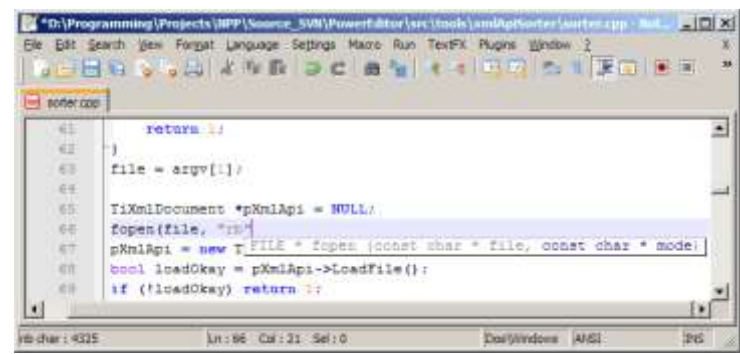 *D:\Programming\Projects\NPP\Source_SVN\PowerEditor\src\tools\xmlApiSorter\sorter.cpp - Not...
File Edit Search View Format Language Settings Macro Run TextFX Plugins Window ? X
sorter.cpp
61 return 1;
62 }
63 file = argv[1];
64
65 TiXmlDocument *pXmlApi = NULL;
66 fopen(file, "rb"
67 pXmlApi = new T FILE * fopen (const char * file, const char * mode)
68 bool loadOkay = pXmlApi->LoadFile();
69 if (!loadOkay) return 1;
nb char : 4325 Ln : 66 Col : 21 Sel : 0 Dos\Windows ANSI INS